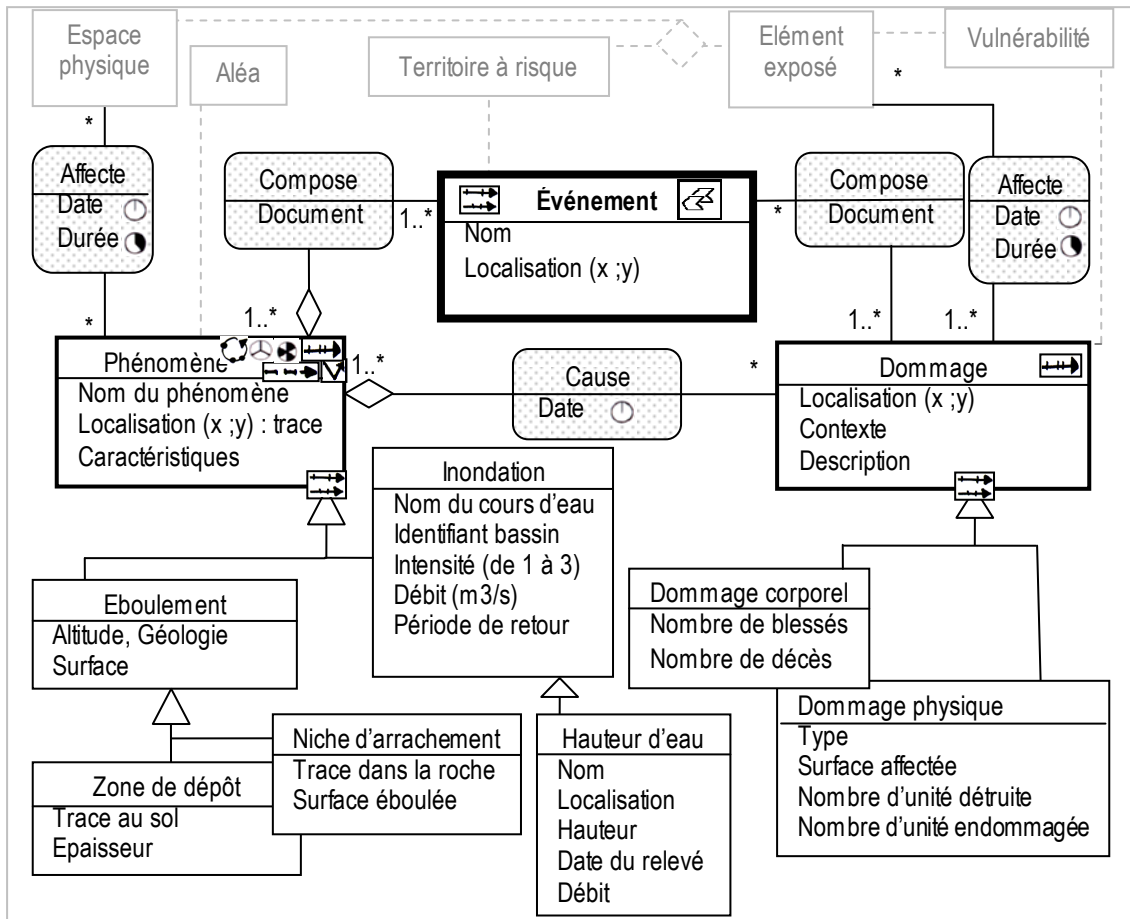 Espace
physique
Aléa
Territoire à risque
Elément
exposé
Vulnérabilité
*
*
Affecte
Date
Durée
*
Compose
Document
1..*
1..*
Événement
Nom
Localisation (x ;y)
*
Compose
Document
1..*
Affecte
Date
Durée
1..*
Phénomène
Nom du phénomène
Localisation (x ;y) : trace
Caractéristiques
1..*
Cause
Date
*
Dommage
Localisation (x ;y)
Contexte
Description
Inondation
Nom du cours d'eau
Identifiant bassin
Intensité (de 1 à 3)
Débit (m3/s)
Période de retour
Eboulement
Altitude, Géologie
Surface
Dommage corporel
Nombre de blessés
Nombre de décès
Dommage physique
Type
Surface affectée
Nombre d'unité détruite
Nombre d'unité endommagée
Niche d'arrachement
Trace dans la roche
Surface éboulée
Zone de dépôt
Trace au sol
Epaisseur
Hauteur d'eau
Nom
Localisation
Hauteur
Date du relevé
Débit